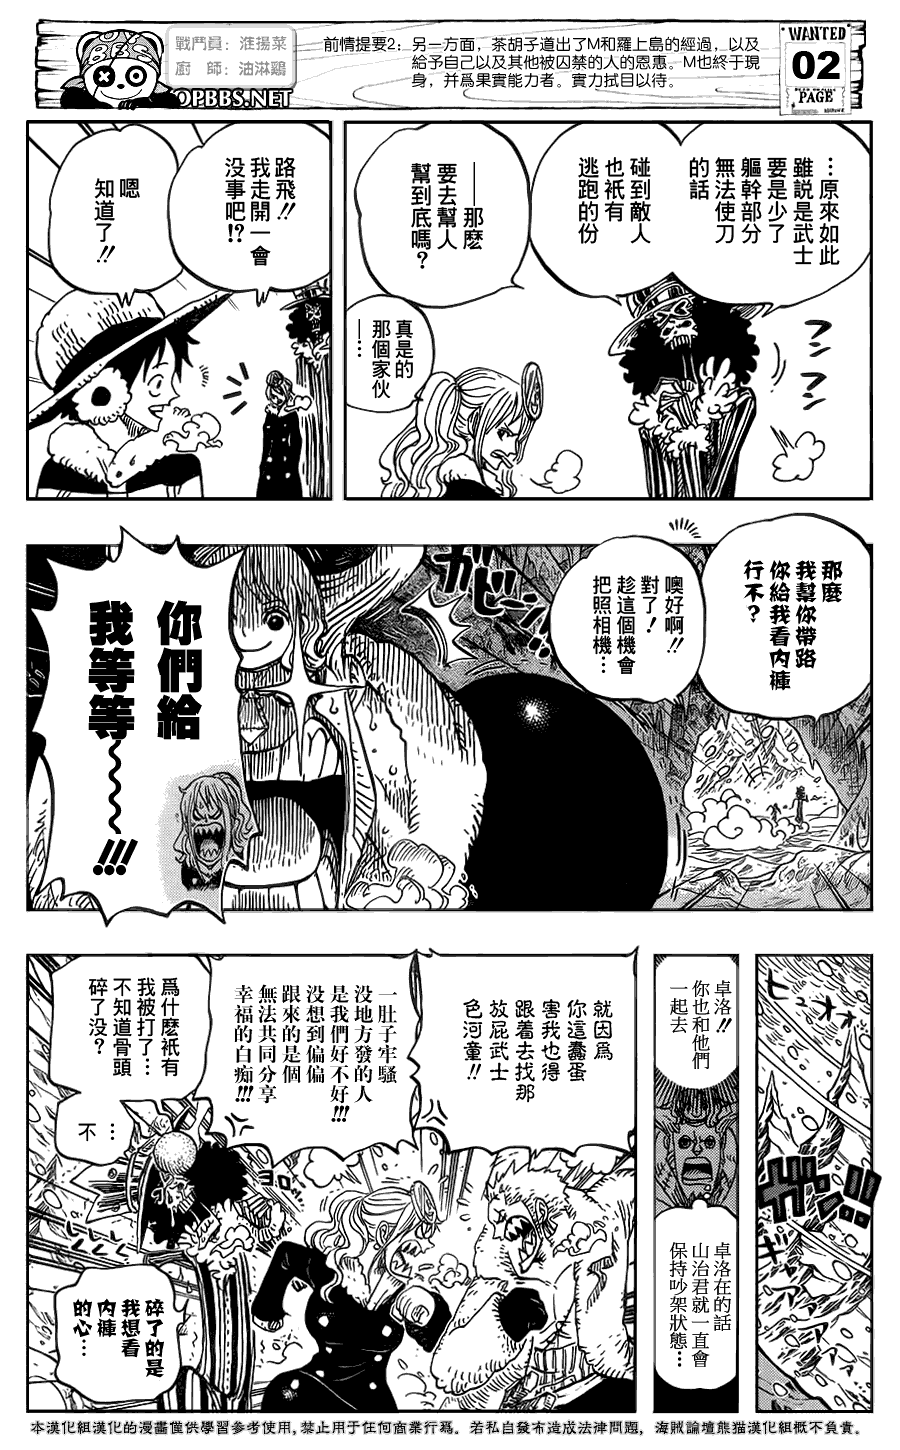 戰鬥員：淮揚菜
廚　師：油淋鷄
OPBBS.NET
前情提要2：另一方面，茶胡子道出了M和羅上島的經過，以及
給予自己以及其他被囚禁的人的恩惠。M也終于現
身，并爲果實能力者。實力拭目以待。
WANTED
02
PAGE
…原來如此
雖說是武士
要是少了
軀幹部分
無法使刀
的話
碰到敵人
也衹有
逃跑的份
——那麽
要去幫人
幫到底嗎？
真是的
那個家伙
——…
フンフン
路飛!!
我走開一會
没事吧!?
嗯
知道了!!
那麽
我幫你帶路
你給我看内褲
行不？
噢好啊!!
對了！
趁這個機會
把照相機…
ガビーン
你們給
我等等～～!!!
ヒュオ
卓洛!!
你也和他們
一起去
卓洛在的話
山治君就一直會
保持吵架狀態…
就因爲
你這蠢蛋
害我也得
跟着去找那
放屁武士
色河童!!
一肚子牢騷
没地方發的人
是我們好不好!!!
没想到偏偏
跟來的是個
無法共同分享
幸福的白痴!!!
爲什麽衹有
我被打了…
不知道骨頭
碎了没？
不…
ヨロ
碎了的是
我想看
内褲
的心…
本漢化組漢化的漫畫僅供學習參考使用,禁止用于任何商業行爲。若私自發布造成法律問題，海賊論壇熊猫漢化組概不負責。